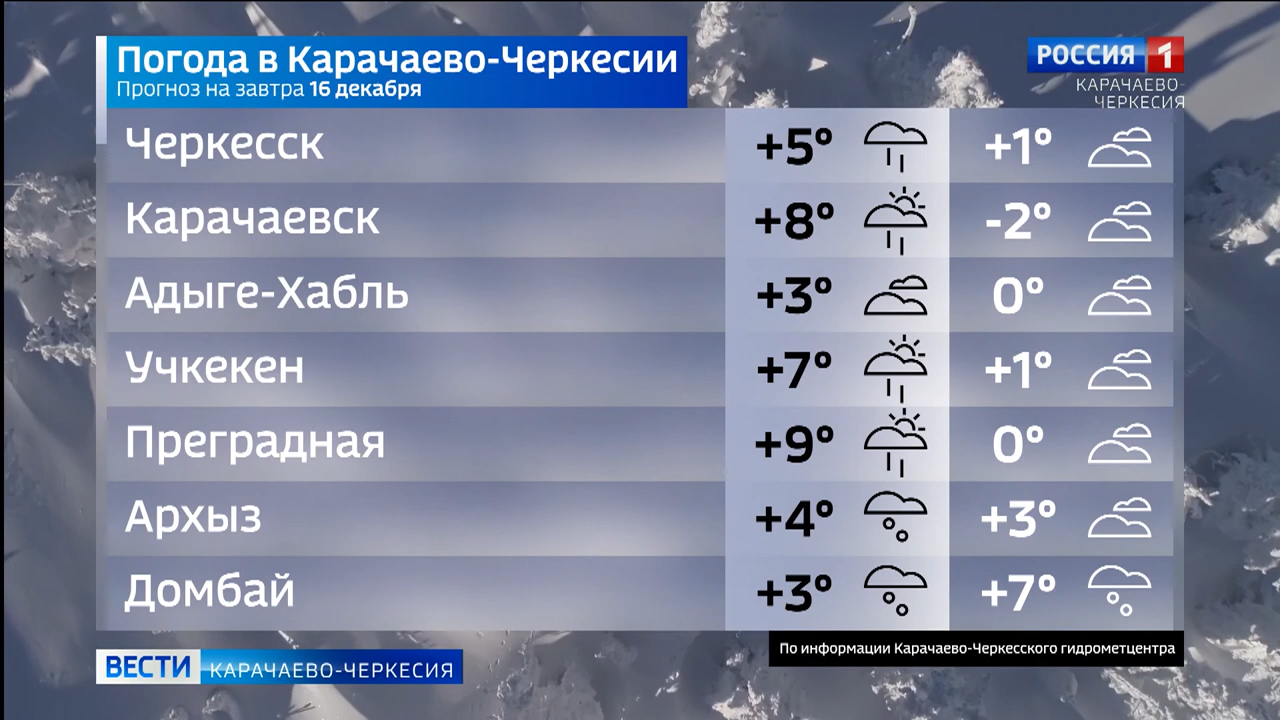 Погода в Карачаево-Черкесии
Прогноз на завтра 16 декабря
РОССИЯ 1
КАРАЧАЕВО-
ЧЕРКЕСИЯ
Черкесск +5° +1°
Карачаевск +8° -2°
Адыге-Хабль +3° 0°
Учкекен +7° +1°
Преградная +9° 0°
Архыз +4° +3°
Домбай +3° +7°
По информации Карачаево-Черкесского гидрометцентра
ВЕСТИ КАРАЧАЕВО-ЧЕРКЕСИЯ